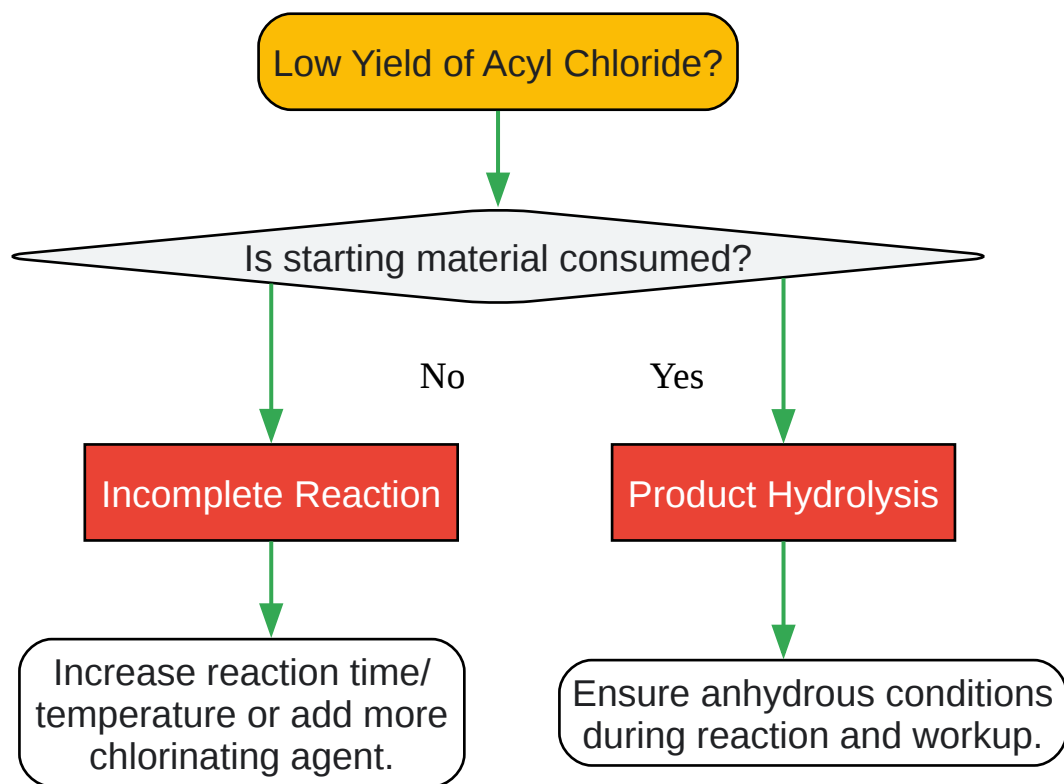 Low Yield of Acyl Chloride?
Is starting material consumed?
No
Yes
Incomplete Reaction
Product Hydrolysis
Increase reaction time/
temperature or add more
chlorinating agent.
Ensure anhydrous conditions
during reaction and workup.